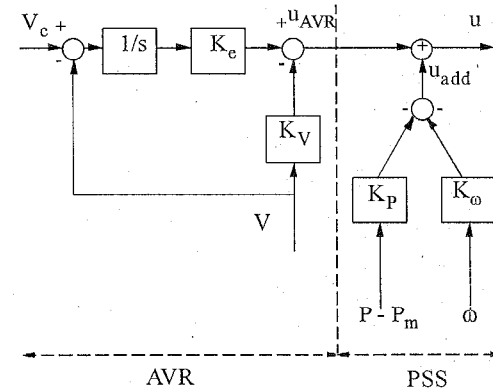 V_c + + u_AVR u
1/s K_e +
- - u_add
- -
K_V
K_P K_ω
V
P - P_m ω
AVR PSS